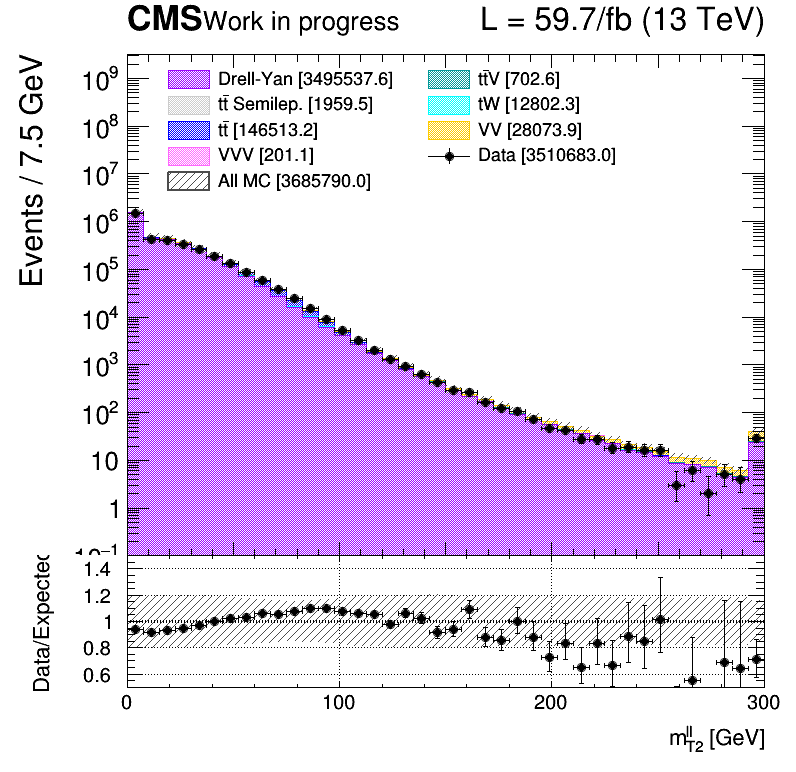 CMS Work in progress L = 59.7/fb (13 TeV)
Events / 7.5 GeV
Drell-Yan [3495537.6]
tt̄ Semilep. [1959.5]
tt̄ [146513.2]
VVV [201.1]
All MC [3685790.0]
tt̄V [702.6]
tW [12802.3]
VV [28073.9]
Data [3510683.0]
10⁹
10⁸
10⁷
10⁶
10⁵
10⁴
10³
10²
10
1
10⁻¹
Data/Expected
1.4
1.2
1
0.8
0.6
0 100 200 300
m_T2^ll [GeV]